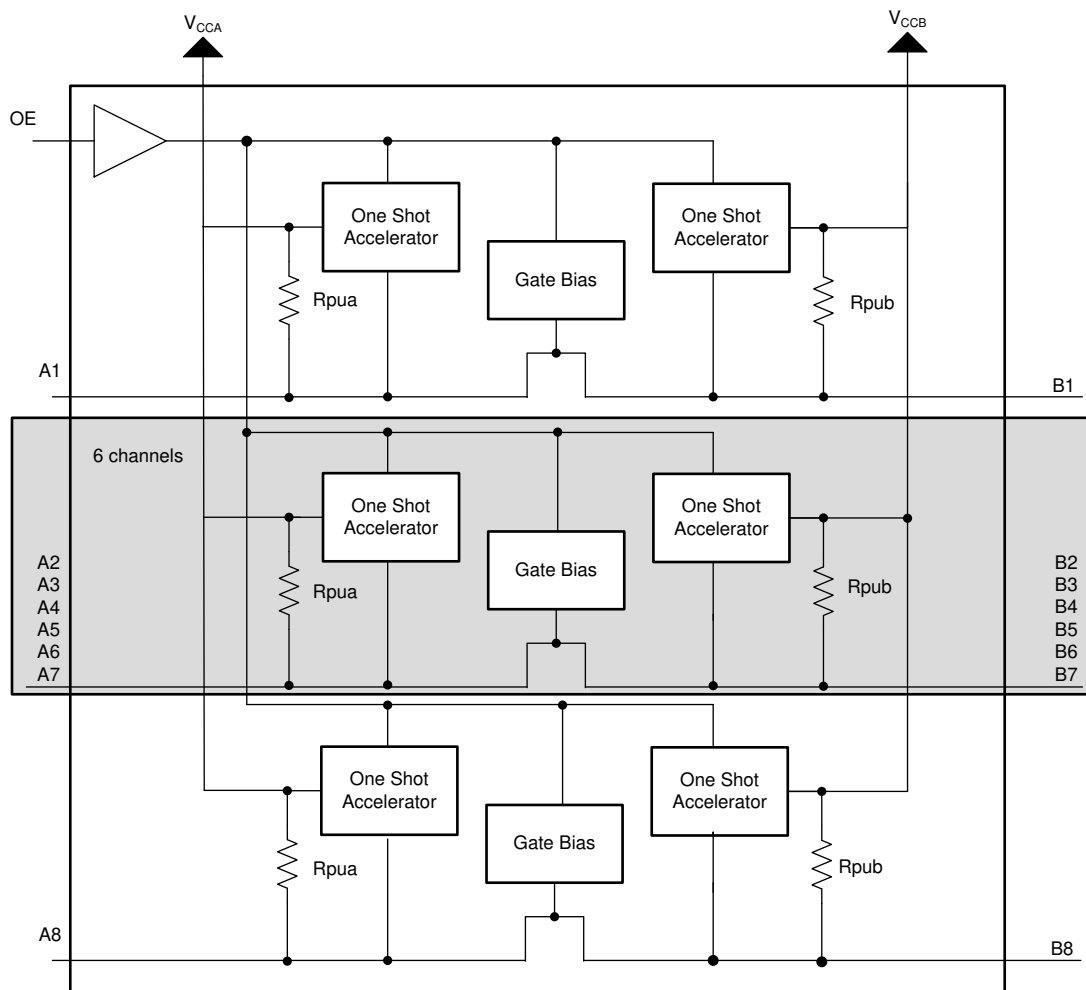 VCCA
VCCB
OE
One Shot
Accelerator
One Shot
Accelerator
Gate Bias
Rpua
Rpub
A1
B1
6 channels
One Shot
Accelerator
One Shot
Accelerator
Gate Bias
Rpua
Rpub
A2
A3
A4
A5
A6
A7
B2
B3
B4
B5
B6
B7
One Shot
Accelerator
One Shot
Accelerator
Gate Bias
Rpua
Rpub
A8
B8